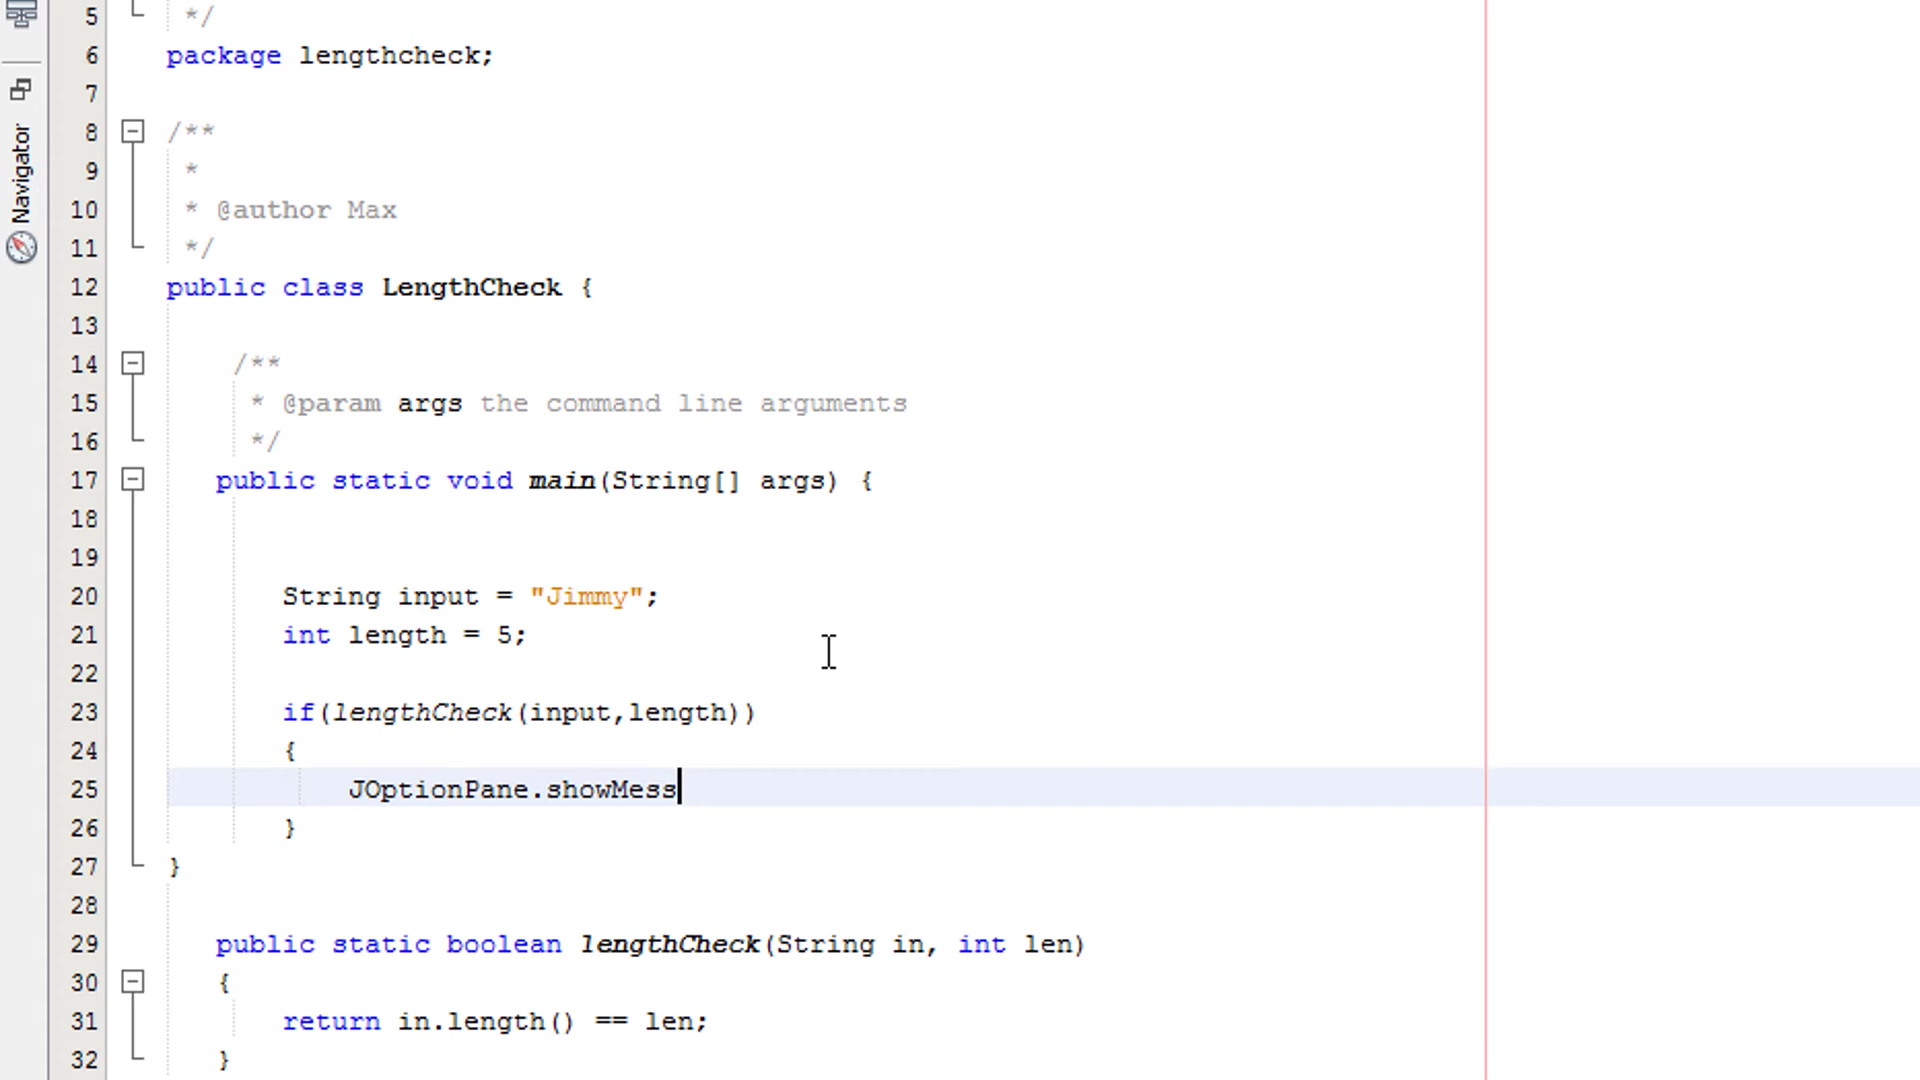 5 */
6 package lengthcheck;
7
8 /**
9 *
10 * @author Max
11 */
12 public class LengthCheck {
13
14 /**
15 * @param args the command line arguments
16 */
17 public static void main(String[] args) {
18
19
20 String input = "Jimmy";
21 int length = 5;
22
23 if(lengthCheck(input,length))
24 {
25 JOptionPane.showMess
26 }
27 }
28
29 public static boolean lengthCheck(String in, int len)
30 {
31 return in.length() == len;
32 }
Navigator